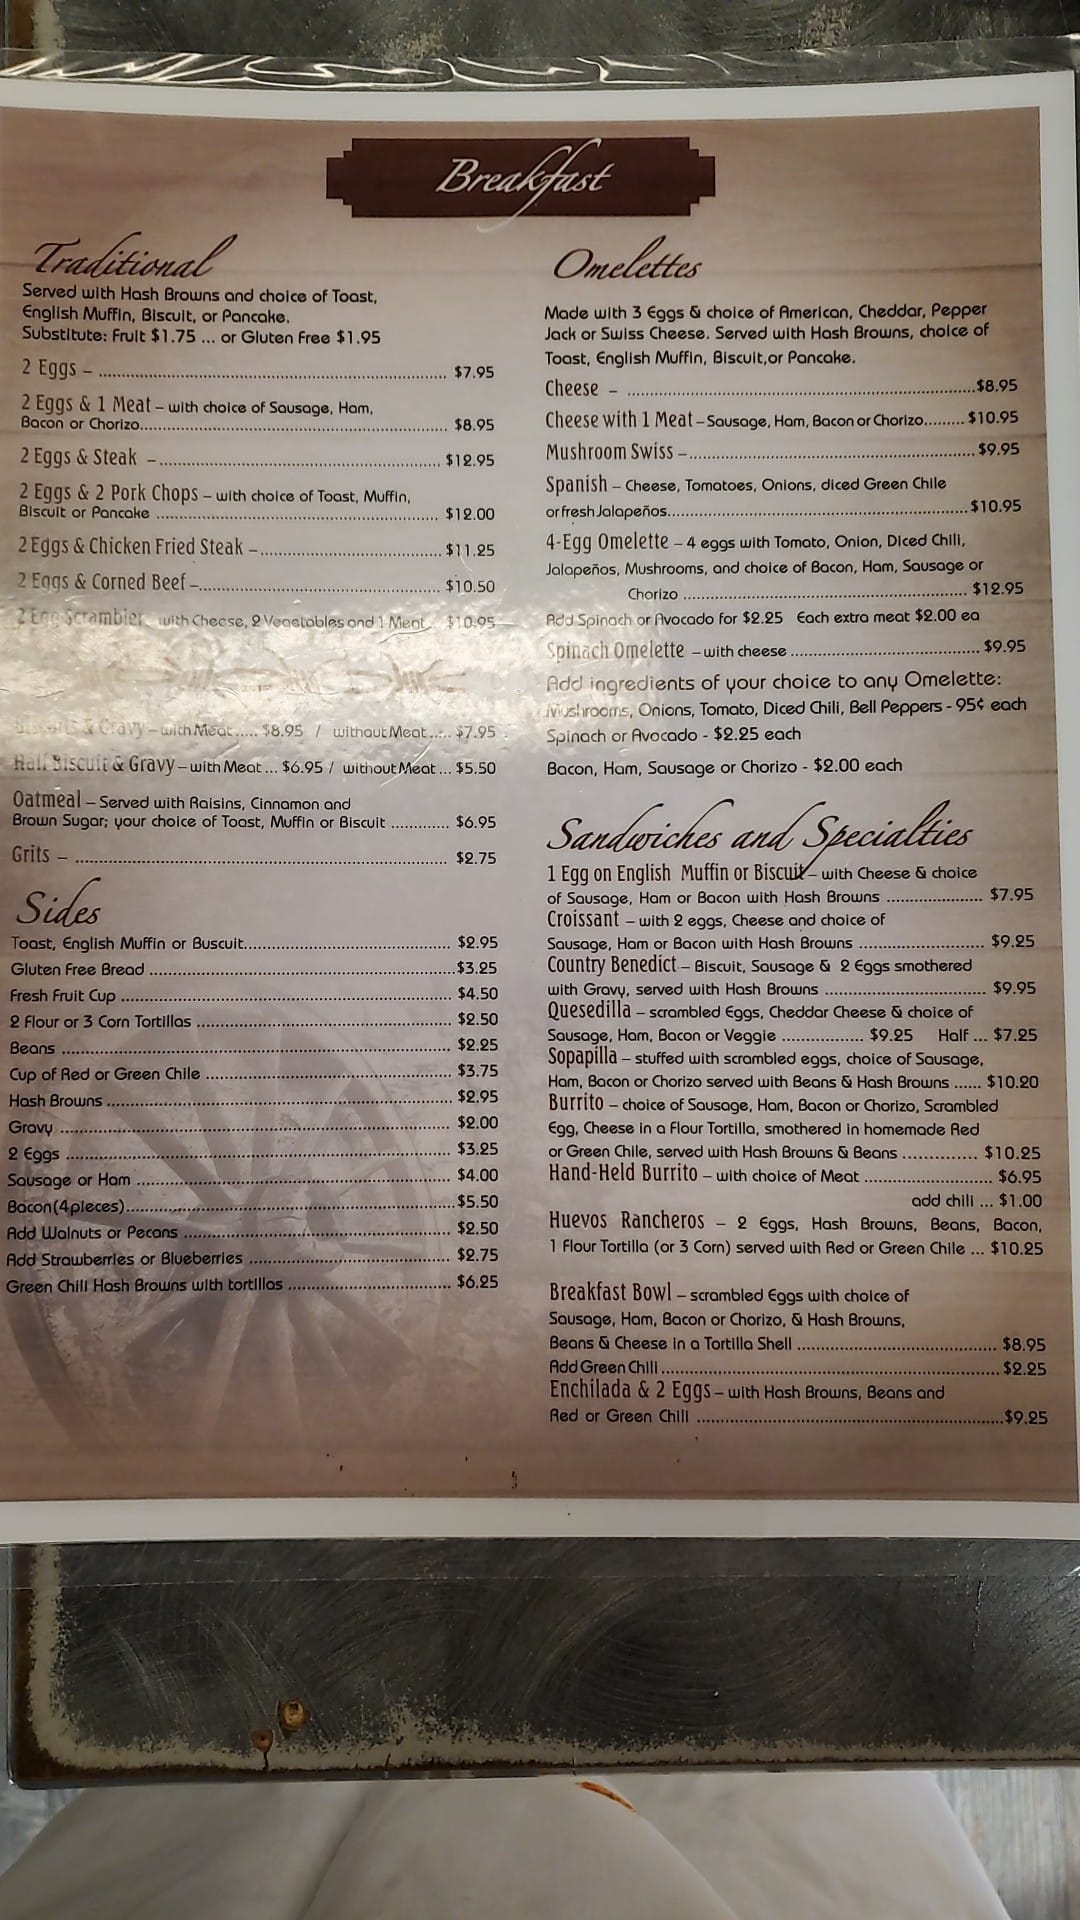 Breakfast
Traditional
Served with Hash Browns and choice of Toast,
English Muffin, Biscuit, or Pancake.
Substitute: Fruit $1.75 ... or Gluten Free $1.95
2 Eggs – ........ $7.95
2 Eggs & 1 Meat – with choice of Sausage, Ham,
Bacon or Chorizo........ $8.95
2 Eggs & Steak – ........ $12.95
2 Eggs & 2 Pork Chops – with choice of Toast, Muffin,
Biscuit or Pancake ........ $12.00
2 Eggs & Chicken Fried Steak – ........ $11.25
2 Eggs & Corned Beef – ........ $10.50
2 Egg Scrambler with Cheese, 2 Vegetables and 1 Meat.. $10.95
Biscuits & Gravy – with Meat ..... $8.95 / without Meat ..... $7.95
Half Biscuit & Gravy – with Meat ... $6.95 / without Meat ... $5.50
Oatmeal – Served with Raisins, Cinnamon and
Brown Sugar; your choice of Toast, Muffin or Biscuit ............ $6.95
Grits – ........ $2.75
Sides
Toast, English Muffin or Buscuit........ $2.95
Gluten Free Bread ........ $3.25
Fresh Fruit Cup ........ $4.50
2 Flour or 3 Corn Tortillas ........ $2.50
Beans ........ $2.25
Cup of Red or Green Chile ........ $3.75
Hash Browns ........ $2.95
Gravy ........ $2.00
2 Eggs ........ $3.25
Sausage or Ham ........ $4.00
Bacon(4pieces)........ $5.50
Add Walnuts or Pecans ........ $2.50
Add Strawberries or Blueberries ........ $2.75
Green Chili Hash Browns with tortillas ........ $6.25
Omelettes
Made with 3 Eggs & choice of American, Cheddar, Pepper
Jack or Swiss Cheese. Served with Hash Browns, choice of
Toast, English Muffin, Biscuit,or Pancake.
Cheese – ........ $8.95
Cheese with 1 Meat – Sausage, Ham, Bacon or Chorizo......... $10.95
Mushroom Swiss – ........ $9.95
Spanish – Cheese, Tomatoes, Onions, diced Green Chile
or fresh Jalapeños........ $10.95
4-Egg Omelette – 4 eggs with Tomato, Onion, Diced Chili,
Jalapeños, Mushrooms, and choice of Bacon, Ham, Sausage or
Chorizo ........ $12.95
Add Spinach or Avocado for $2.25 Each extra meat $2.00 ea
Spinach Omelette – with cheese ........ $9.95
Add ingredients of your choice to any Omelette:
Mushrooms, Onions, Tomato, Diced Chili, Bell Peppers - 95¢ each
Spinach or Avocado - $2.25 each
Bacon, Ham, Sausage or Chorizo - $2.00 each
Sandwiches and Specialties
1 Egg on English Muffin or Biscuit – with Cheese & choice
of Sausage, Ham or Bacon with Hash Browns ........ $7.95
Croissant – with 2 eggs, Cheese and choice of
Sausage, Ham or Bacon with Hash Browns ........ $9.25
Country Benedict – Biscuit, Sausage & 2 Eggs smothered
with Gravy, served with Hash Browns ........ $9.95
Quesedilla – scrambled Eggs, Cheddar Cheese & choice of
Sausage, Ham, Bacon or Veggie ........ $9.25 Half ... $7.25
Sopapilla – stuffed with scrambled eggs, choice of Sausage,
Ham, Bacon or Chorizo served with Beans & Hash Browns ...... $10.20
Burrito – choice of Sausage, Ham, Bacon or Chorizo, Scrambled
Egg, Cheese in a Flour Tortilla, smothered in homemade Red
or Green Chile, served with Hash Browns & Beans ........ $10.25
Hand-Held Burrito – with choice of Meat ........ $6.95
add chili ... $1.00
Huevos Rancheros – 2 Eggs, Hash Browns, Beans, Bacon,
1 Flour Tortilla (or 3 Corn) served with Red or Green Chile ... $10.25
Breakfast Bowl – scrambled Eggs with choice of
Sausage, Ham, Bacon or Chorizo, & Hash Browns,
Beans & Cheese in a Tortilla Shell ........ $8.95
Add Green Chili ........ $2.25
Enchilada & 2 Eggs – with Hash Browns, Beans and
Red or Green Chili ........ $9.25